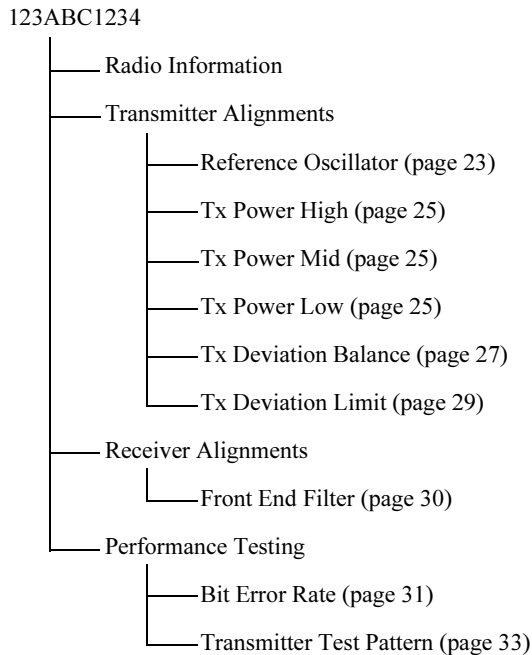 123ABC1234
Radio Information
Transmitter Alignments
Reference Oscillator (page 23)
Tx Power High (page 25)
Tx Power Mid (page 25)
Tx Power Low (page 25)
Tx Deviation Balance (page 27)
Tx Deviation Limit (page 29)
Receiver Alignments
Front End Filter (page 30)
Performance Testing
Bit Error Rate (page 31)
Transmitter Test Pattern (page 33)